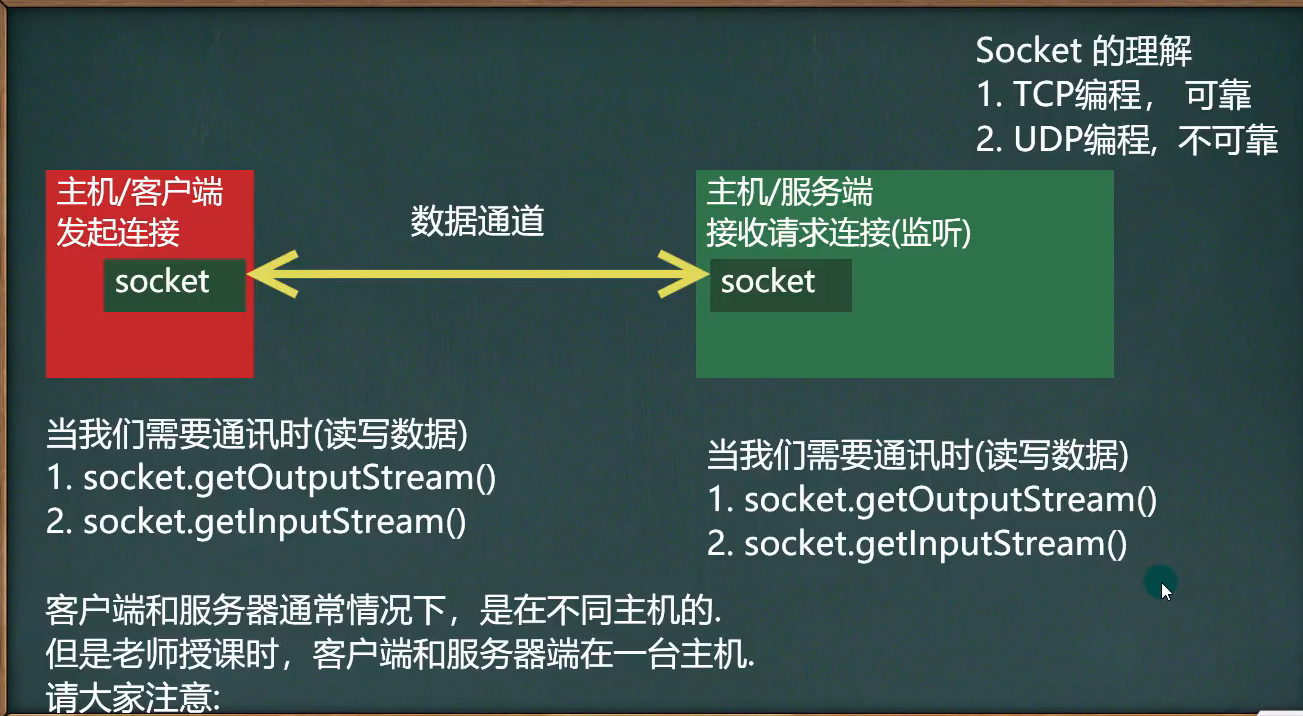 Socket 的理解
1. TCP编程， 可靠
2. UDP编程, 不可靠
主机/客户端
发起连接
socket
数据通道
主机/服务端
接收请求连接(监听)
socket
当我们需要通讯时(读写数据)
1. socket.getOutputStream()
2. socket.getInputStream()
当我们需要通讯时(读写数据)
1. socket.getOutputStream()
2. socket.getInputStream()
客户端和服务器通常情况下，是在不同主机的.
但是老师授课时，客户端和服务器端在一台主机.
请大家注意: